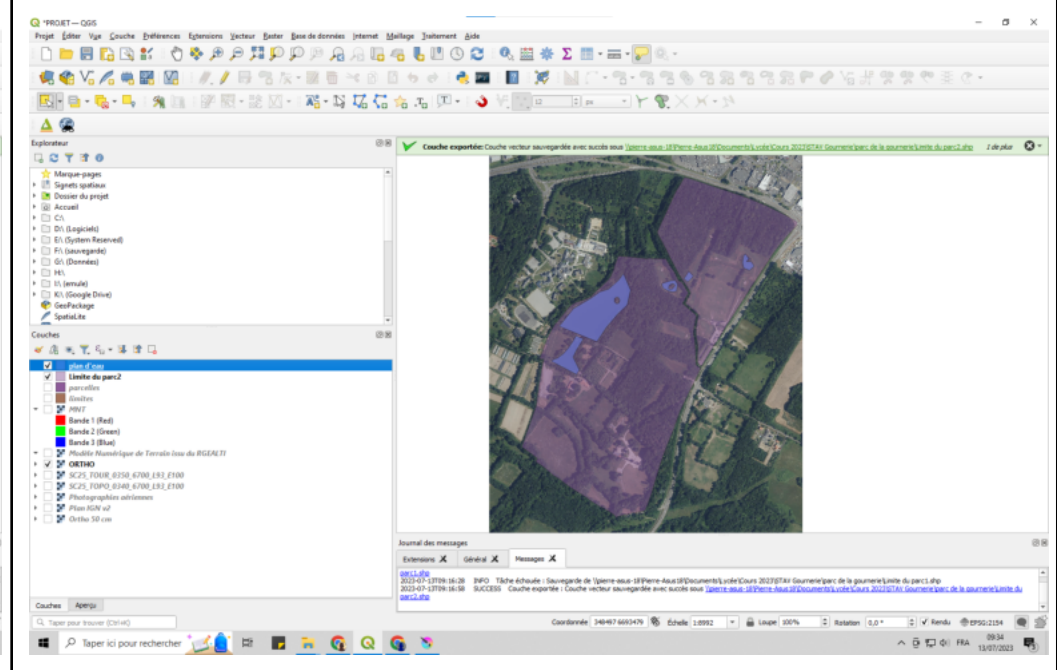 *PROJET — QGIS
Projet Éditer Vue Couche Préférences Extensions Vecteur Raster Base de données Internet Maillage Traitement Aide
12 px
Explorateur
Couche exportée: Couche vecteur sauvegardée avec succès sous \\pierre-asus-18\Pierre-Asus18\Documents\Lycée\Cours 2023\STAV Gournerie\parc de la gournerie\Limite du parc2.shp 1 de plus
Marque-pages
Signets spatiaux
Dossier du projet
Accueil
C:\
D:\ (Logiciels)
E:\ (System Reserved)
F:\ (sauvegarde)
G:\ (Données)
H:\
I:\ (emule)
K:\ (Google Drive)
GeoPackage
SpatiaLite
Couches
plan d'eau
Limite du parc2
parcelles
limites
MNT
Bande 1 (Red)
Bande 2 (Green)
Bande 3 (Blue)
Modèle Numérique de Terrain issu du RGEALTI
ORTHO
SC25_TOUR_0350_6700_L93_E100
SC25_TOPO_0340_6700_L93_E100
Photographies aériennes
Plan IGN v2
Ortho 50 cm
Journal des messages
Extensions Général Messages
parc1.shp
2023-07-13T09:16:28 INFO Tâche échouée : Sauvegarde de \\pierre-asus-18\Pierre-Asus18\Documents\Lycée\Cours 2023\STAV Gournerie\parc de la gournerie\Limite du parc1.shp
2023-07-13T09:16:58 SUCCESS Couche exportée : Couche vecteur sauvegardée avec succès sous \\pierre-asus-18\Pierre-Asus18\Documents\Lycée\Cours 2023\STAV Gournerie\parc de la gournerie\Limite du
parc2.shp
Couches Aperçu
Taper pour trouver (Ctrl+K) Coordonnée 348497 6693479 Échelle 1:8992 Loupe 100% Rotation 0,0 ° Rendu EPSG:2154
Taper ici pour rechercher FRA 09:34
13/07/2023